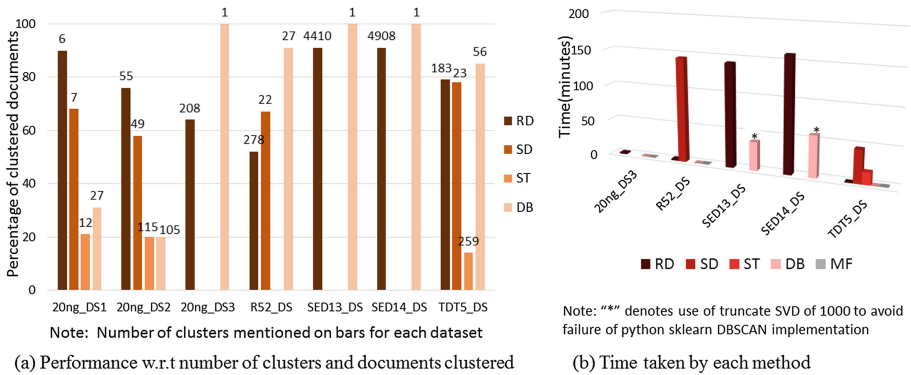 100
80
60
40
20
0
Percentage of clustered documents
6
7
12
27
55
49
115
105
208
1
278
22
27
4410
1
4908
1
183
23
259
56
20ng_DS1 20ng_DS2 20ng_DS3 R52_DS SED13_DS SED14_DS TDT5_DS
RD
SD
ST
DB
Note: Number of clusters mentioned on bars for each dataset
(a) Performance w.r.t number of clusters and documents clustered
200
150
100
50
0
Time(minutes)
*
*
20ng_DS3
R52_DS
SED13_DS
SED14_DS
TDT5_DS
RD SD ST DB MF
Note: “*” denotes use of truncate SVD of 1000 to avoid
failure of python sklearn DBSCAN implementation
(b) Time taken by each method